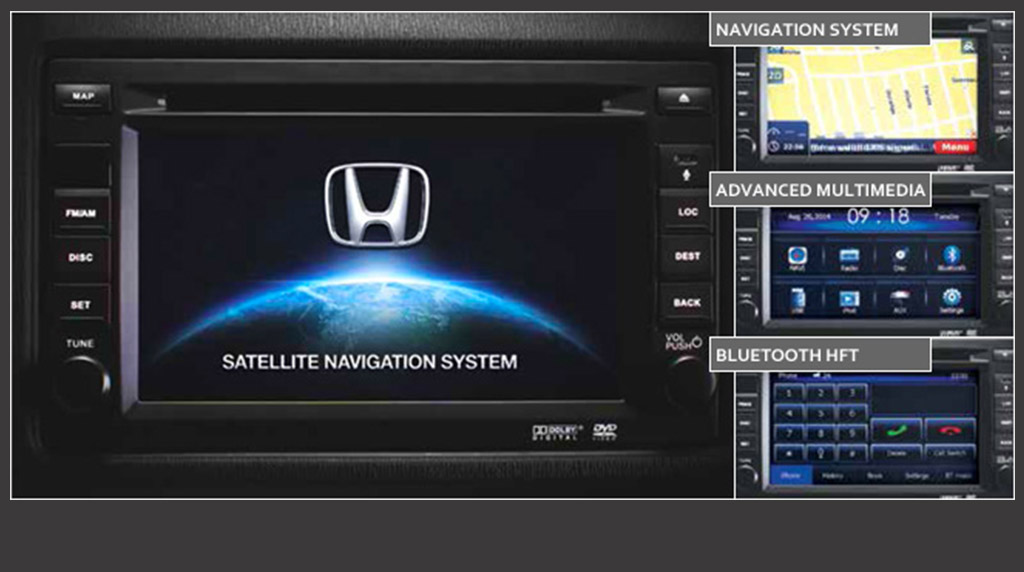 MAP
FM/AM
DISC
SET
TUNE
SATELLITE NAVIGATION SYSTEM
LOC
DEST
BACK
VOL
PUSH
DOLBY
DIGITAL
DVD
VIDEO
NAVIGATION SYSTEM
2D
22:56
Menu
ADVANCED MULTIMEDIA
Aug 26,2014 09:18 Tuesday
NAVI Radio Disc Bluetooth
USB iPod AUX Settings
BLUETOOTH HFT
Phone
1 2 3
4 5 6
7 8 9
* 0 #
Delete Call Switch
Phone History Book Settings BT music